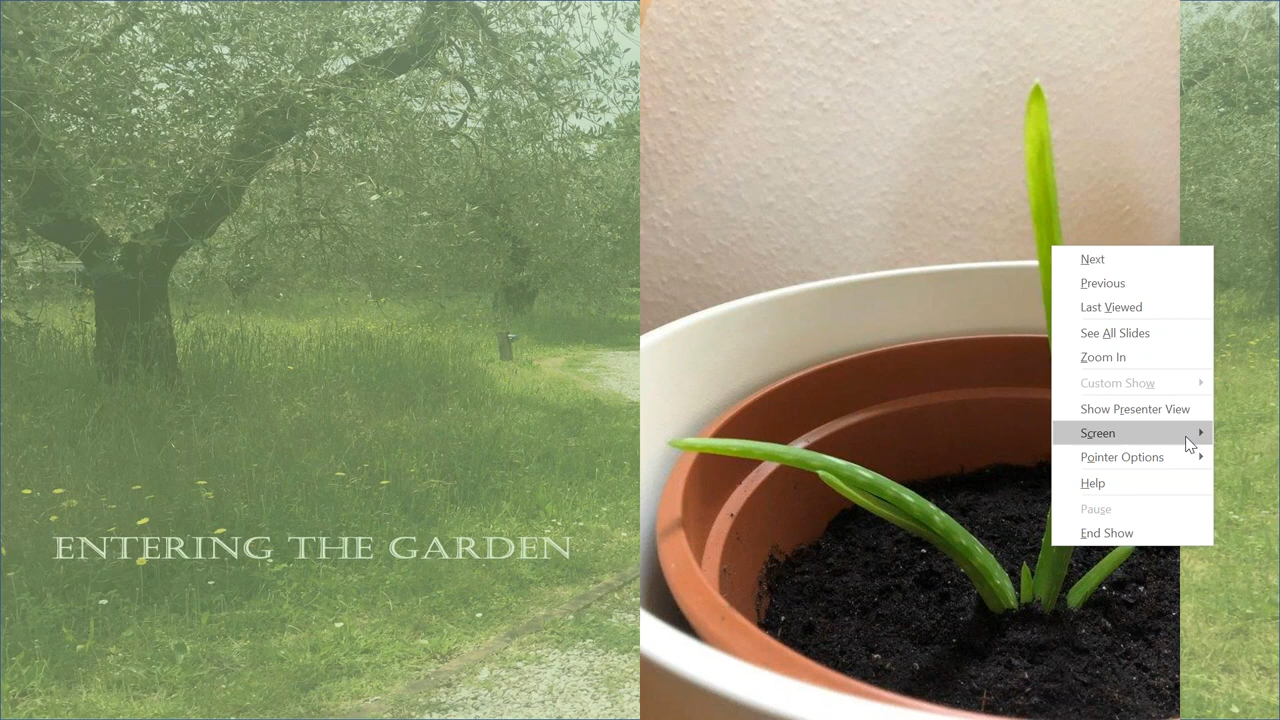 ENTERING THE GARDEN
Next
Previous
Last Viewed
See All Slides
Zoom In
Custom Show
Show Presenter View
Screen
Pointer Options
Help
Pause
End Show